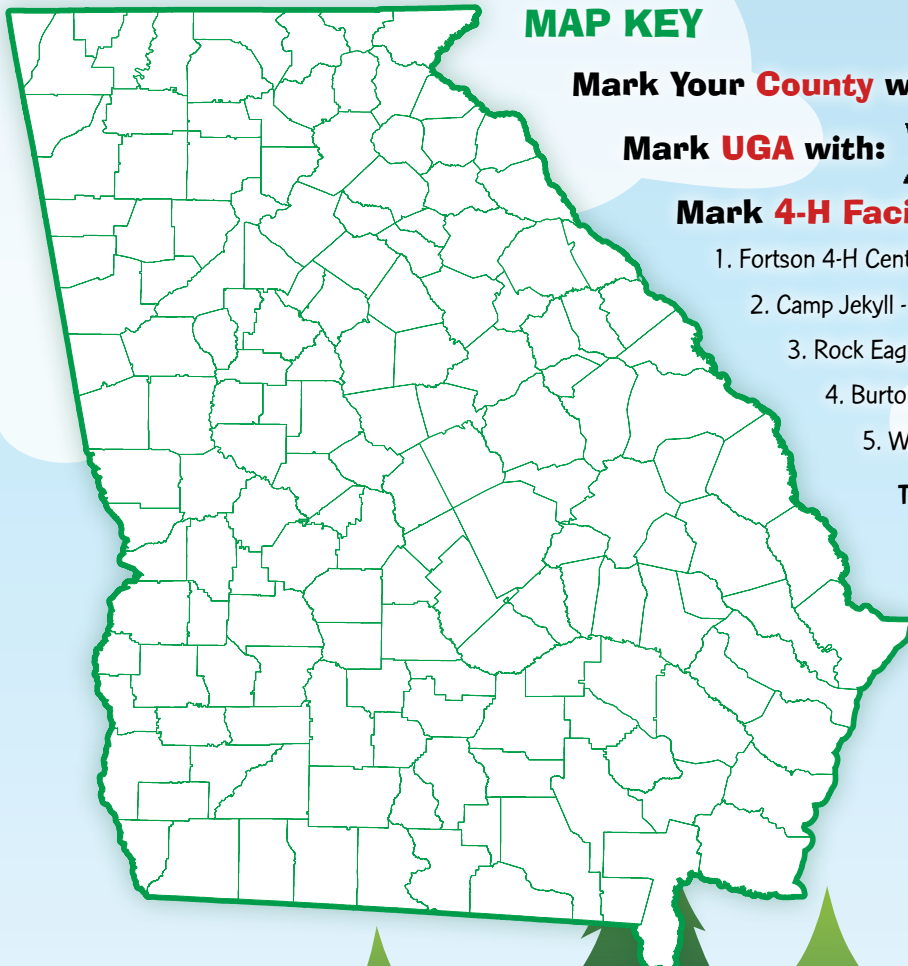 MAP KEY
Mark Your County w
Mark UGA with:
Mark 4-H Faci
1. Fortson 4-H Cent
2. Camp Jekyll -
3. Rock Eag
4. Burto
5. W
T